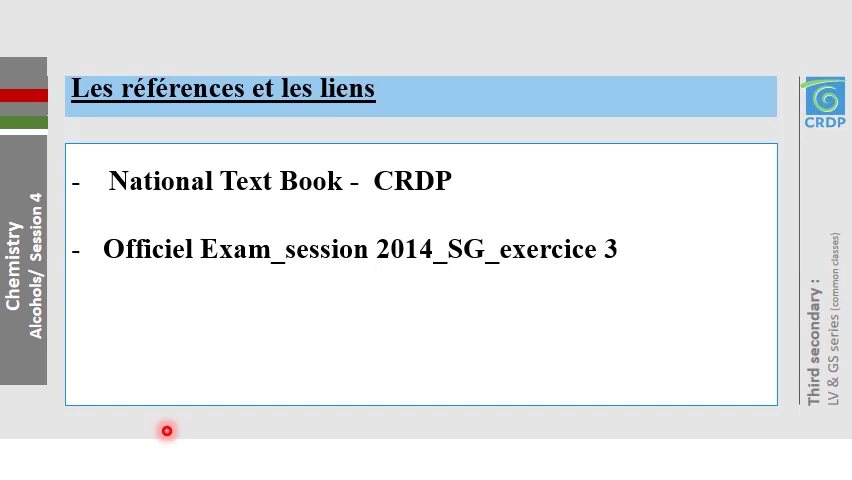 Les références et les liens
- National Text Book - CRDP
- Officiel Exam_session 2014_SG_exercice 3
Chemistry
Alcohols/ Session 4
CRDP
Third secondary :
LV & GS series (common classes)